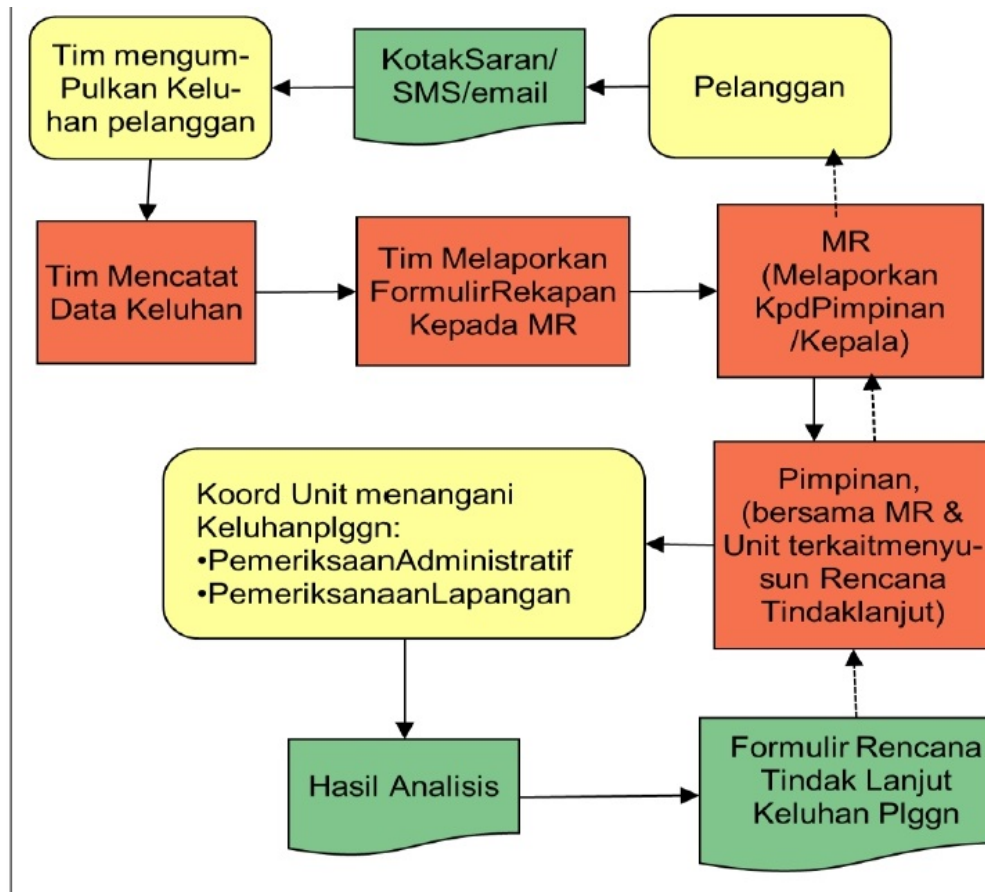 Tim mengum-
Pulkan Kelu-
han pelanggan
KotakSaran/
SMS/email
Pelanggan
Tim Mencatat
Data Keluhan
Tim Melaporkan
FormulirRekapan
Kepada MR
MR
(Melaporkan
KpdPimpinan
/Kepala)
Koord Unit menangani
Keluhanplggn:
•PemeriksaanAdministratif
•PemeriksanaanLapangan
Pimpinan,
(bersama MR &
Unit terkaitmenyu-
sun Rencana
Tindaklanjut)
Hasil Analisis
Formulir Rencana
Tindak Lanjut
Keluhan Plggn